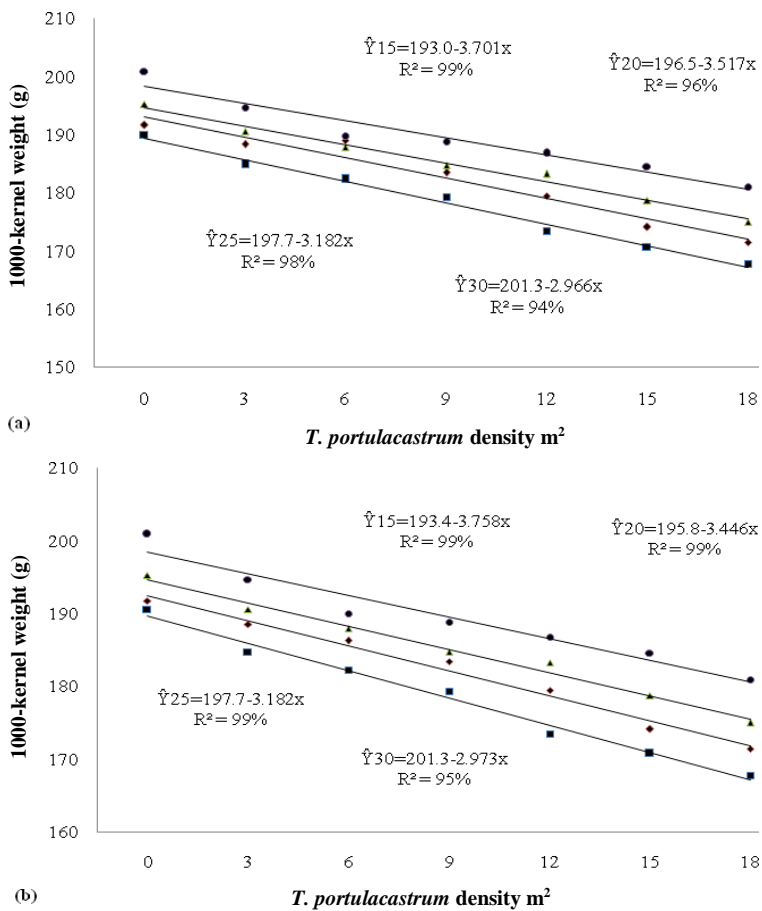 210
200
190
180
170
160
150
1000-kernel weight (g)
Ŷ15=193.0-3.701x
R² = 99%
Ŷ20=196.5-3.517x
R² = 96%
Ŷ25=197.7-3.182x
R² = 98%
Ŷ30=201.3-2.966x
R² = 94%
0 3 6 9 12 15 18
(a)
T. portulacastrum density m²
210
200
190
180
170
160
1000-kernel weight (g)
Ŷ15=193.4-3.758x
R² = 99%
Ŷ20=195.8-3.446x
R² = 99%
Ŷ25=197.7-3.182x
R² = 99%
Ŷ30=201.3-2.973x
R² = 95%
0 3 6 9 12 15 18
(b)
T. portulacastrum density m²